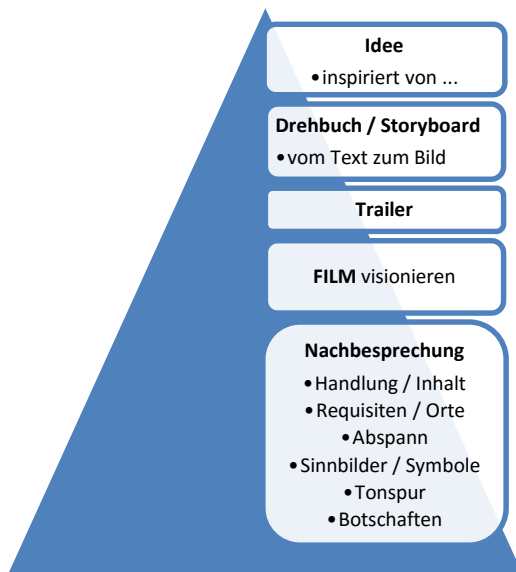 Idee
•inspiriert von ...
Drehbuch / Storyboard
•vom Text zum Bild
Trailer
FILM visionieren
Nachbesprechung
•Handlung / Inhalt
•Requisiten / Orte
•Abspann
•Sinnbilder / Symbole
•Tonspur
•Botschaften